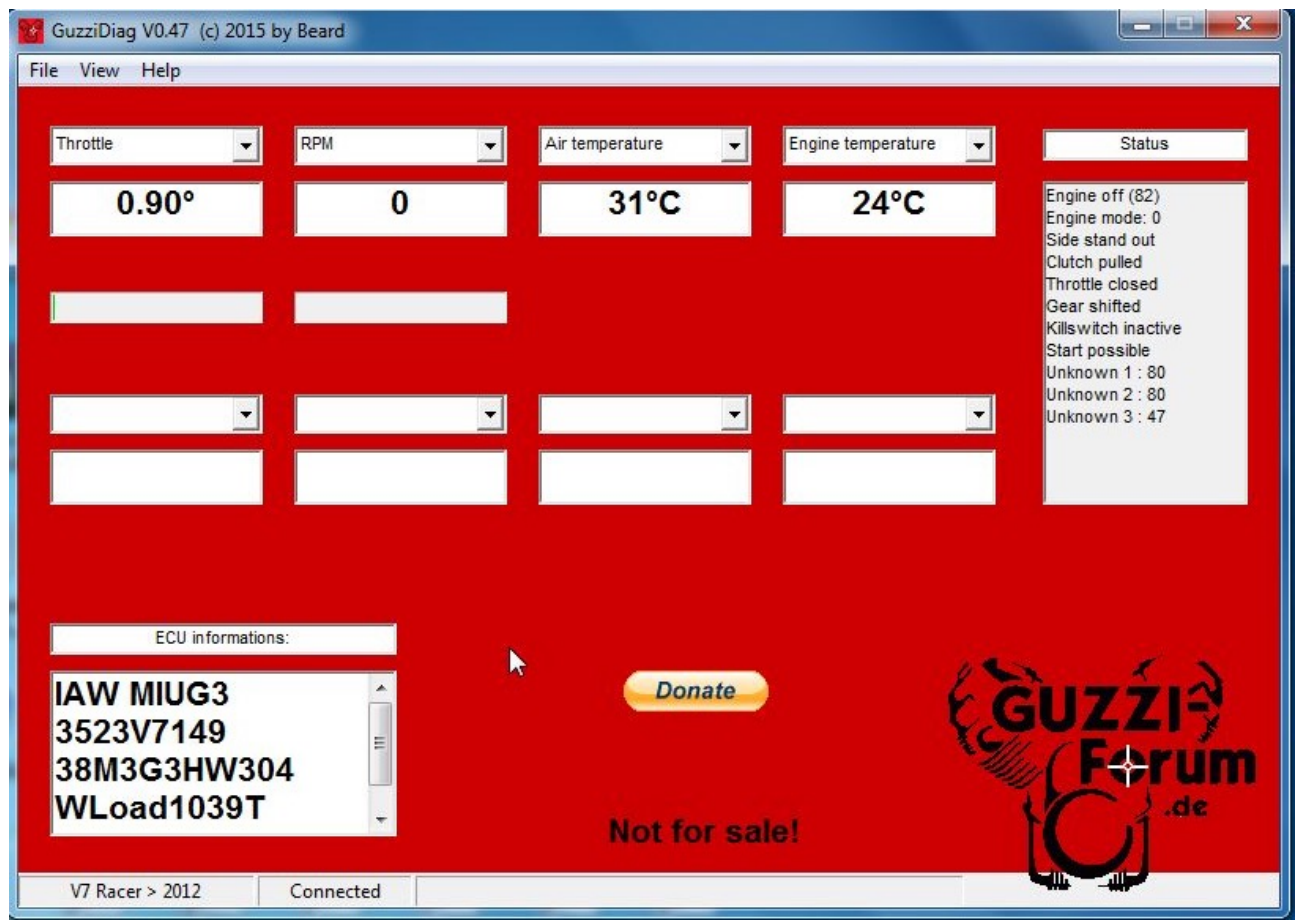 GuzziDiag V0.47 (c) 2015 by Beard
File View Help
Throttle RPM Air temperature Engine temperature Status
0.90° 0 31°C 24°C
Engine off (82)
Engine mode: 0
Side stand out
Clutch pulled
Throttle closed
Gear shifted
Killswitch inactive
Start possible
Unknown 1 : 80
Unknown 2 : 80
Unknown 3 : 47
ECU informations:
IAW MIUG3
3523V7149
38M3G3HW304
WLoad1039T
Donate
Not for sale!
GUZZI-
Forum
.de
V7 Racer > 2012 Connected